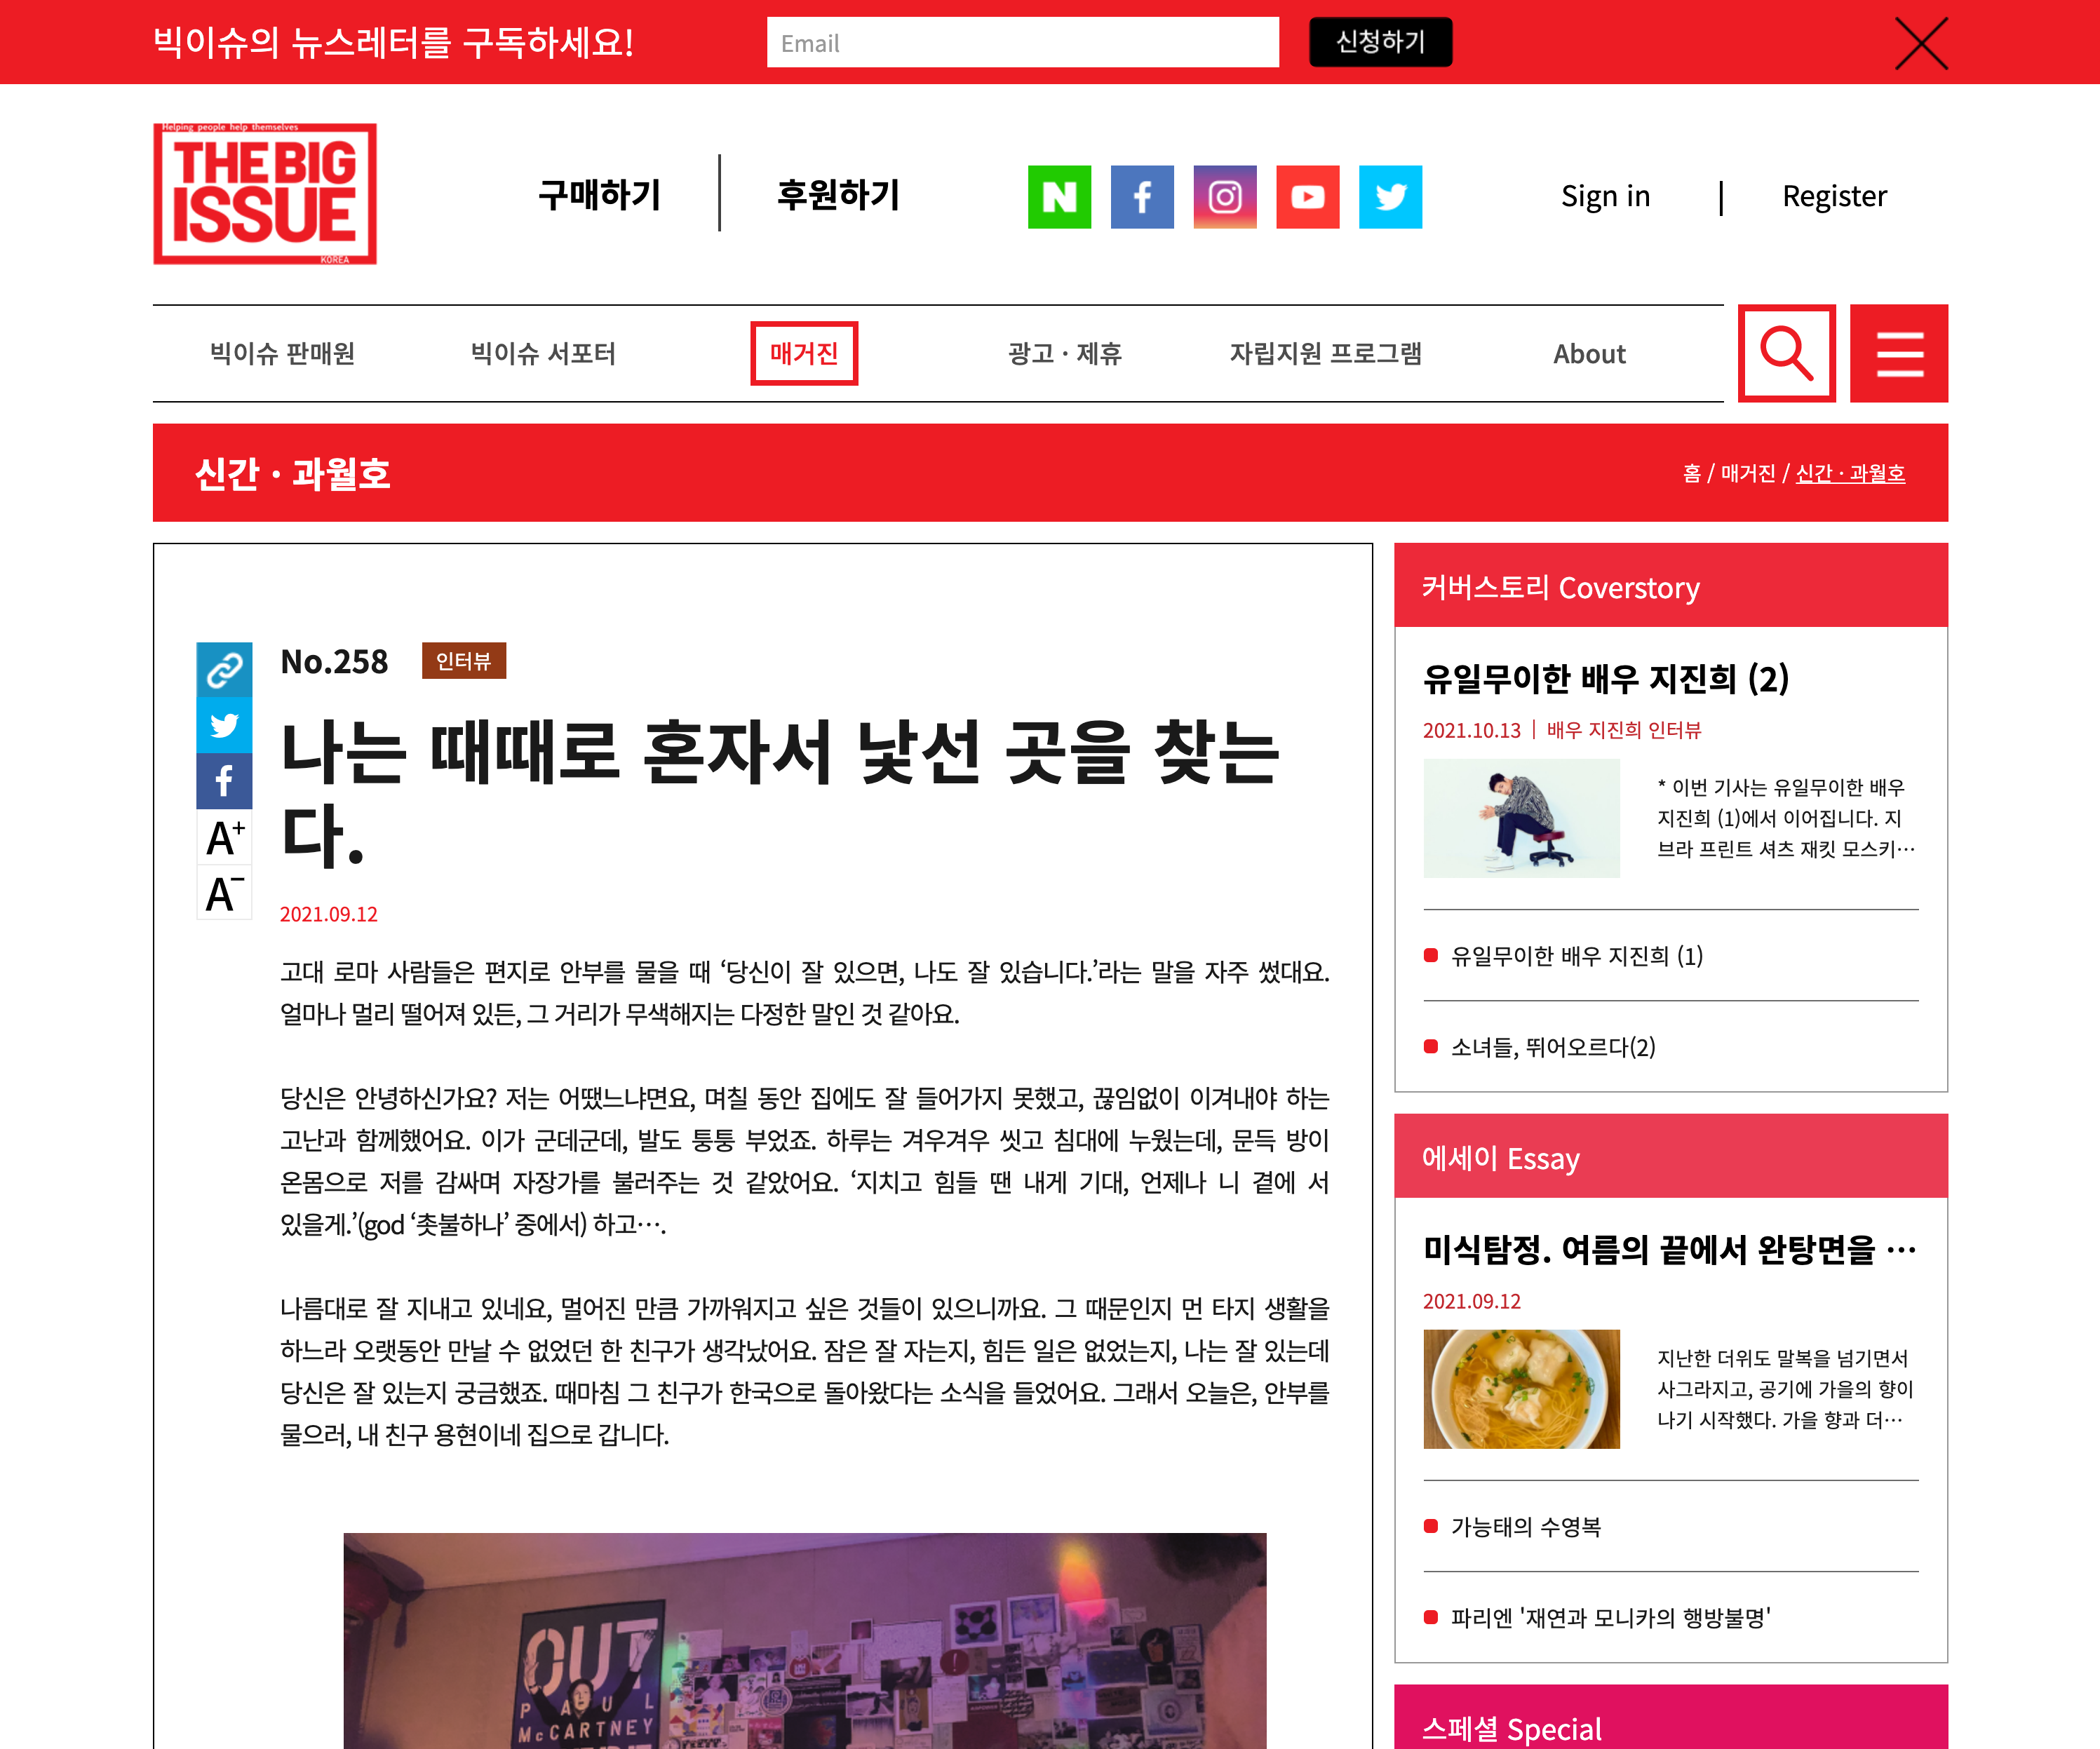 빅이슈의 뉴스레터를 구독하세요!
Email
신청하기
Helping people help themselves
THE BIG
ISSUE
KOREA
구매하기
후원하기
Sign in
Register
빅이슈 판매원
빅이슈 서포터
매거진
광고 · 제휴
자립지원 프로그램
About
신간 · 과월호
홈 / 매거진 / 신간 · 과월호
No.258
인터뷰
나는 때때로 혼자서 낯선 곳을 찾는
다.
2021.09.12
A+
A-
고대 로마 사람들은 편지로 안부를 물을 때 ‘당신이 잘 있으면, 나도 잘 있습니다.’라는 말을 자주 썼대요.
얼마나 멀리 떨어져 있든, 그 거리가 무색해지는 다정한 말인 것 같아요.
당신은 안녕하신가요? 저는 어땠느냐면요, 며칠 동안 집에도 잘 들어가지 못했고, 끊임없이 이겨내야 하는
고난과 함께했어요. 이가 군데군데, 발도 퉁퉁 부었죠. 하루는 겨우겨우 씻고 침대에 누웠는데, 문득 방이
온몸으로 저를 감싸며 자장가를 불러주는 것 같았어요. ‘지치고 힘들 땐 내게 기대, 언제나 니 곁에 서
있을게.’(god ‘촛불하나’ 중에서) 하고….
나름대로 잘 지내고 있네요, 멀어진 만큼 가까워지고 싶은 것들이 있으니까요. 그 때문인지 먼 타지 생활을
하느라 오랫동안 만날 수 없었던 한 친구가 생각났어요. 잠은 잘 자는지, 힘든 일은 없었는지, 나는 잘 있는데
당신은 잘 있는지 궁금했죠. 때마침 그 친구가 한국으로 돌아왔다는 소식을 들었어요. 그래서 오늘은, 안부를
물으러, 내 친구 용현이네 집으로 갑니다.
OUT
PAUL
McCARTNEY
커버스토리 Coverstory
유일무이한 배우 지진희 (2)
2021.10.13 | 배우 지진희 인터뷰
* 이번 기사는 유일무이한 배우
지진희 (1)에서 이어집니다. 지
브라 프린트 셔츠 재킷 모스키…
유일무이한 배우 지진희 (1)
소녀들, 뛰어오르다(2)
에세이 Essay
미식탐정. 여름의 끝에서 완탕면을 …
2021.09.12
지난한 더위도 말복을 넘기면서
사그라지고, 공기에 가을의 향이
나기 시작했다. 가을 향과 더…
가능태의 수영복
파리엔 '재연과 모니카의 행방불명'
스페셜 Special